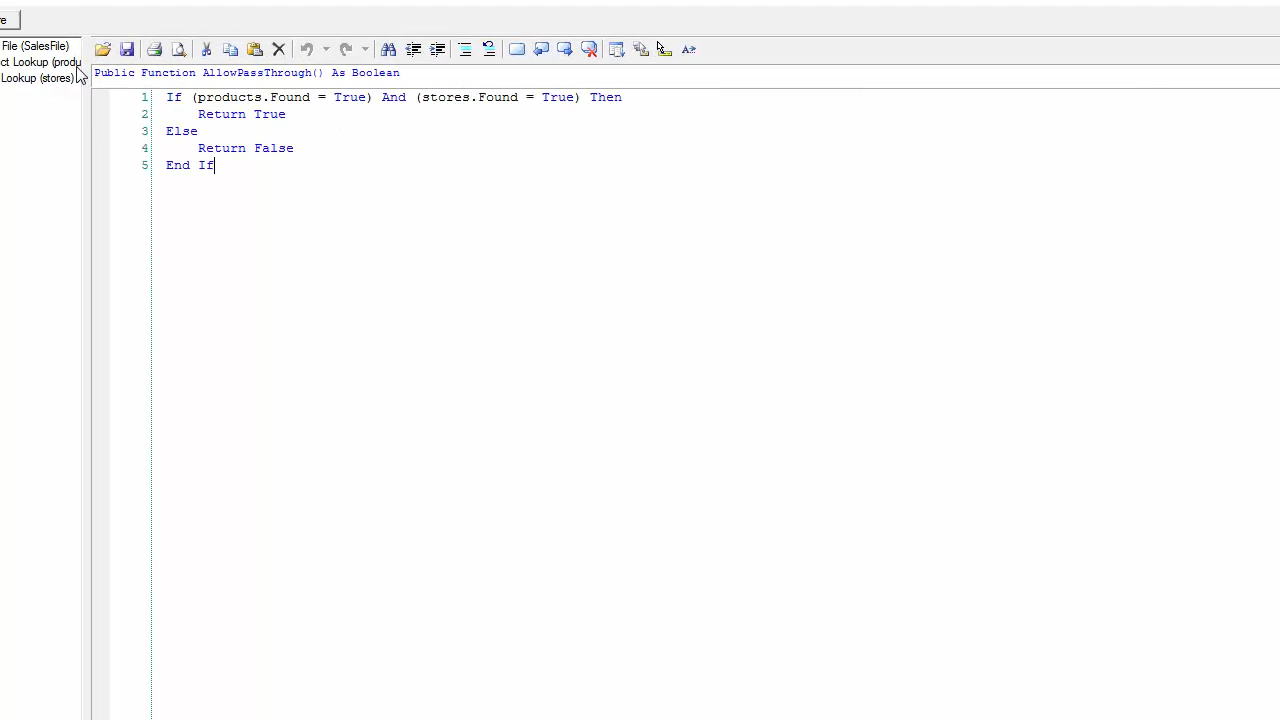 re
File (SalesFile)
ct Lookup (produ
Lookup (stores)
Public Function AllowPassThrough() As Boolean
1 If (products.Found = True) And (stores.Found = True) Then
2 Return True
3 Else
4 Return False
5 End If